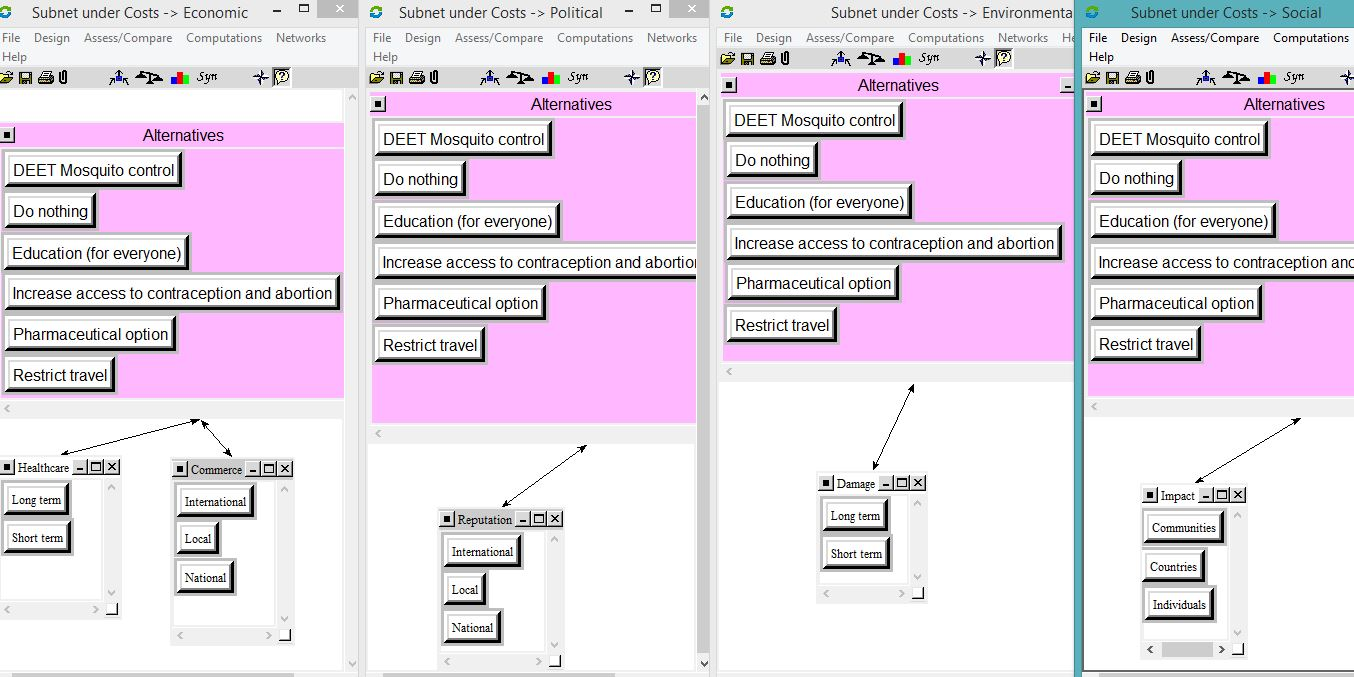 Subnet under Costs -> Economic
File Design Assess/Compare Computations Networks
Help
Syn
Alternatives
DEET Mosquito control
Do nothing
Education (for everyone)
Increase access to contraception and abortion
Pharmaceutical option
Restrict travel
Healthcare
Long term
Short term
Commerce
International
Local
National
Subnet under Costs -> Political
File Design Assess/Compare Computations Networks
Help
Syn
Alternatives
DEET Mosquito control
Do nothing
Education (for everyone)
Increase access to contraception and abortior
Pharmaceutical option
Restrict travel
Reputation
International
Local
National
Subnet under Costs -> Environmenta
File Design Assess/Compare Computations Networks He
Syn
Alternatives
DEET Mosquito control
Do nothing
Education (for everyone)
Increase access to contraception and abortion
Pharmaceutical option
Restrict travel
Damage
Long term
Short term
Subnet under Costs -> Social
File Design Assess/Compare Computations
Help
Syn
Alternatives
DEET Mosquito control
Do nothing
Education (for everyone)
Increase access to contraception anc
Pharmaceutical option
Restrict travel
Impact
Communities
Countries
Individuals